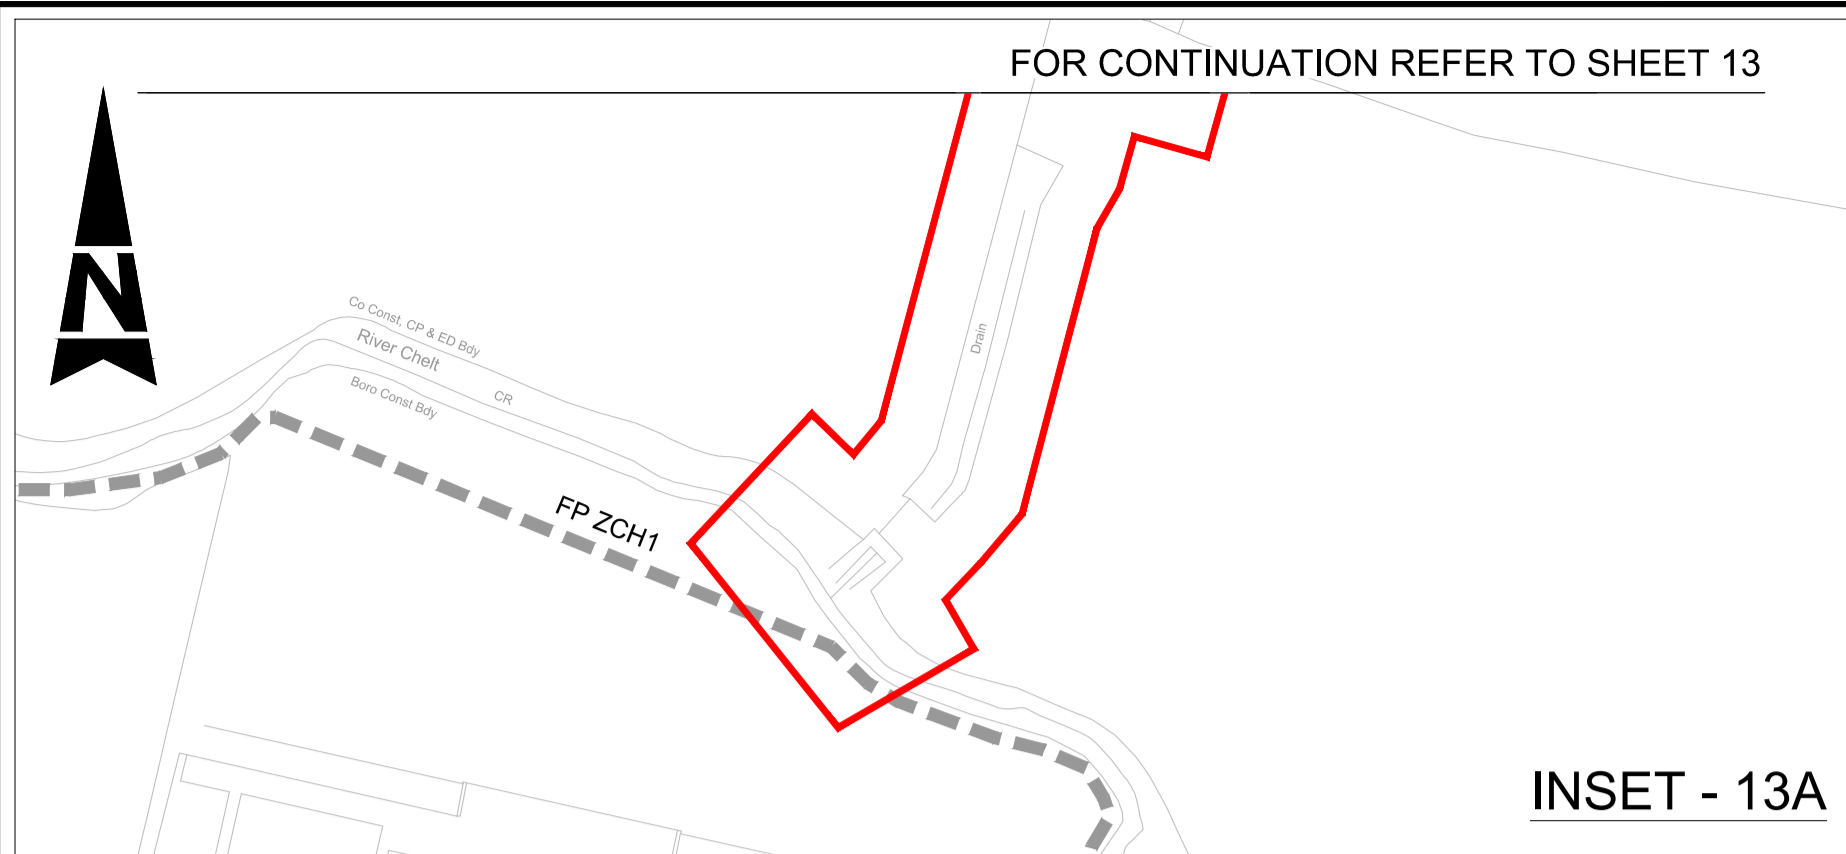 FOR CONTINUATION REFER TO SHEET 13
N
Co Const, CP & ED Bdy
River Chelt
CR
Boro Const Bdy
Drain
FP ZCH1
INSET - 13A